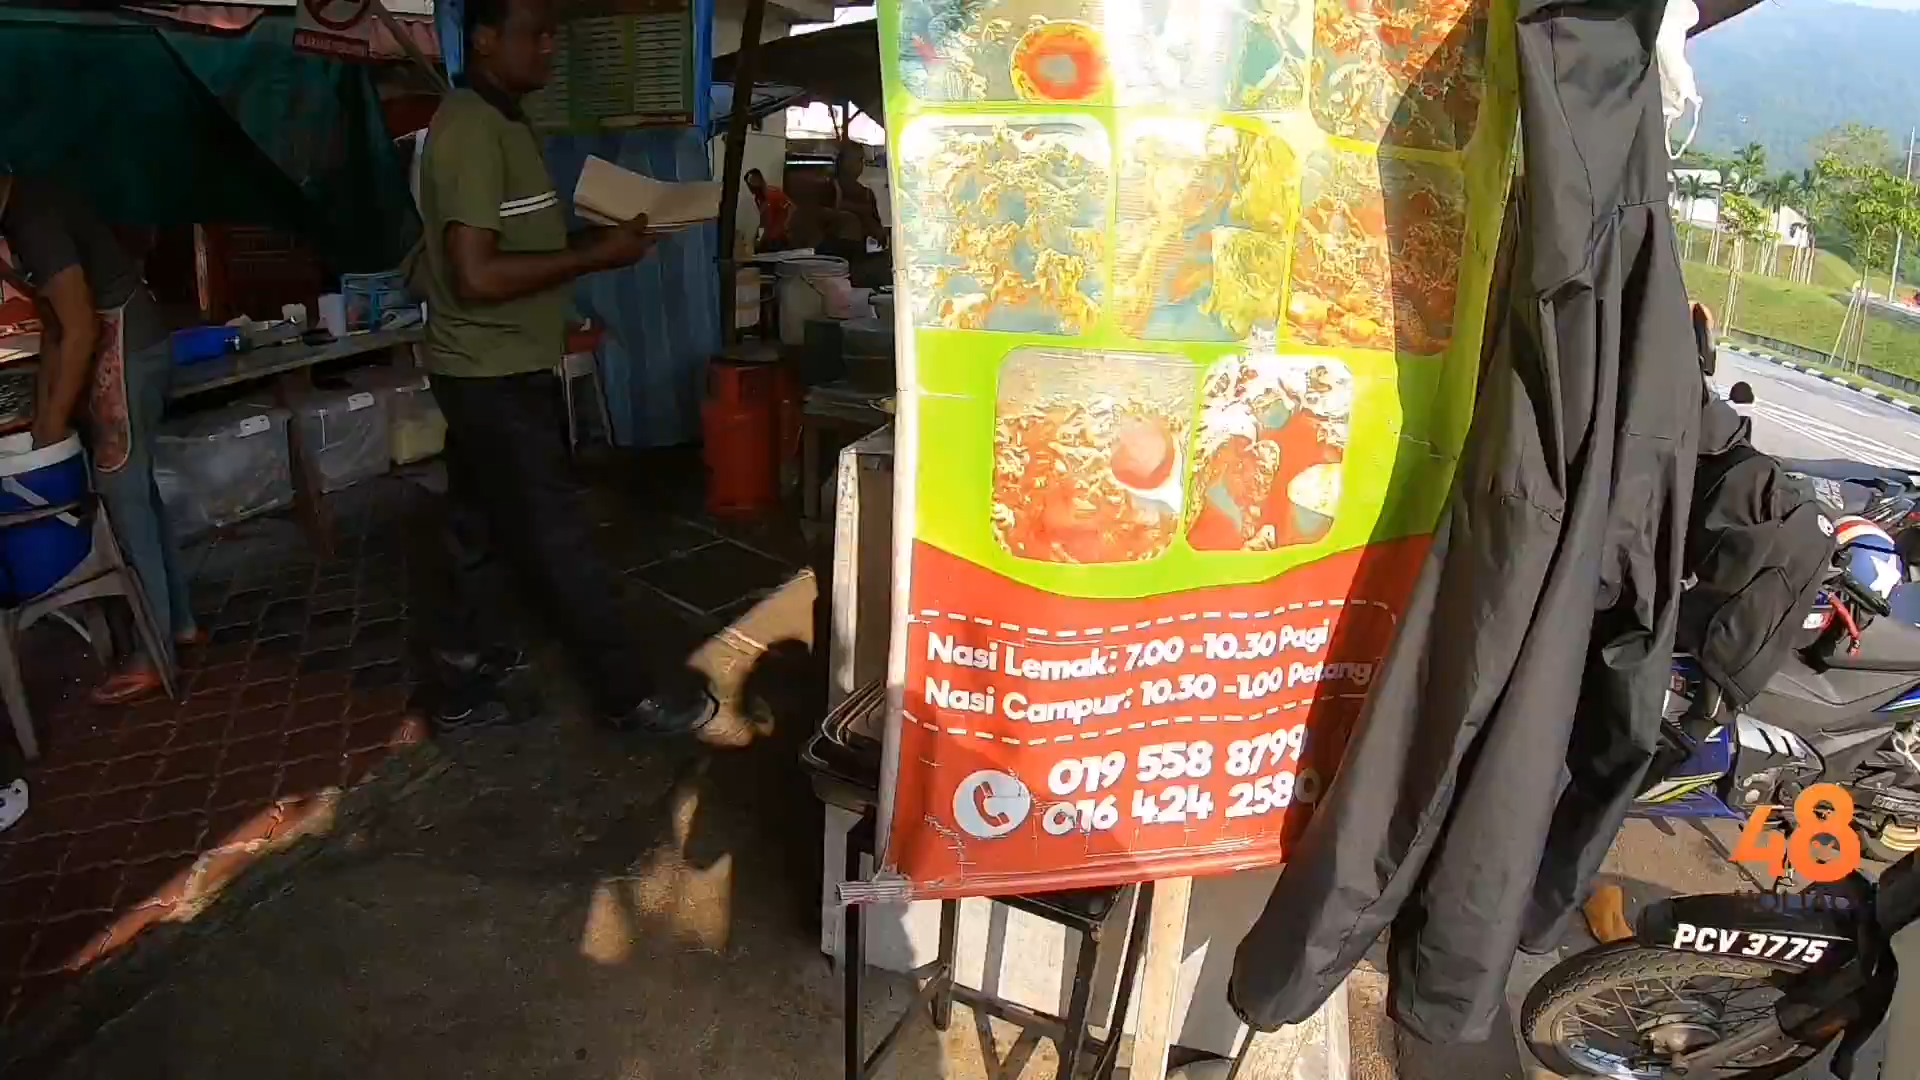 Nasi Lemak: 7.00 -10.30 Pagi
Nasi Campur: 10.30 -1.00 Petang
019 558 8799
016 424 2580
48
PCV 3775